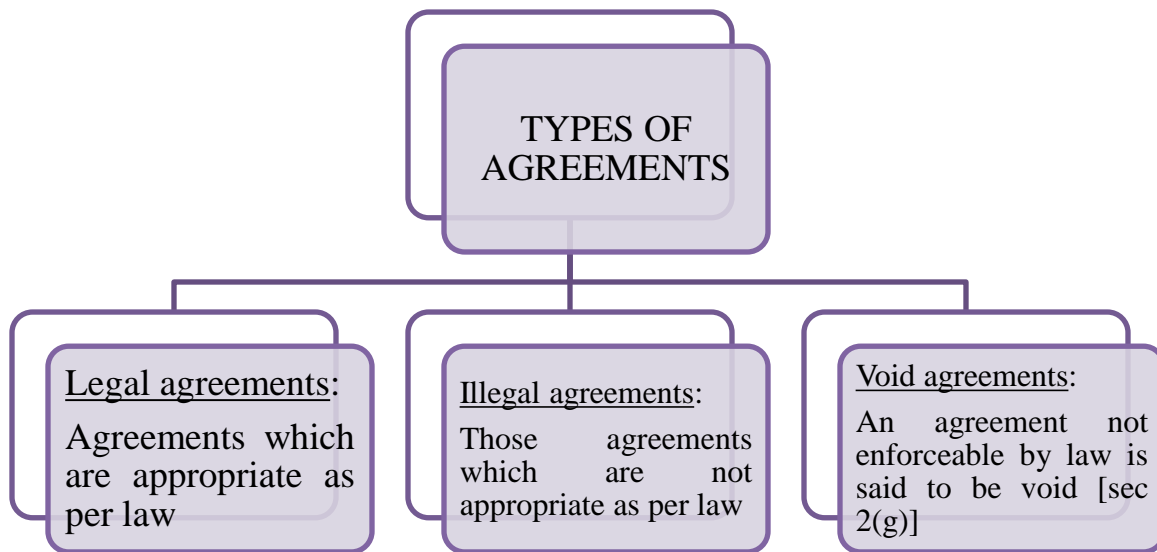 TYPES OF
AGREEMENTS
Legal agreements:
Agreements which
are appropriate as
per law
Illegal agreements:
Those agreements
which are not
appropriate as per law
Void agreements:
An agreement not
enforceable by law is
said to be void [sec
2(g)]